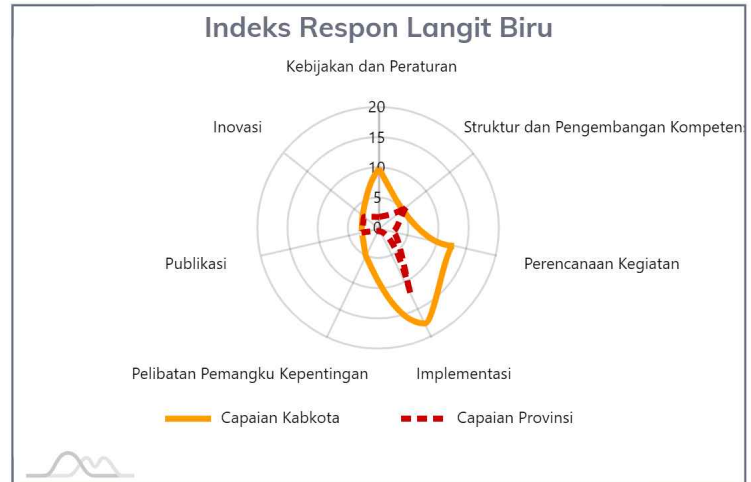 Indeks Respon Langit Biru
Kebijakan dan Peraturan
20
Inovasi
Struktur dan Pengembangan Kompetens
15
10
5
0
Publikasi
Perencanaan Kegiatan
Pelibatan Pemangku Kepentingan
Implementasi
Capaian Kabkota
Capaian Provinsi